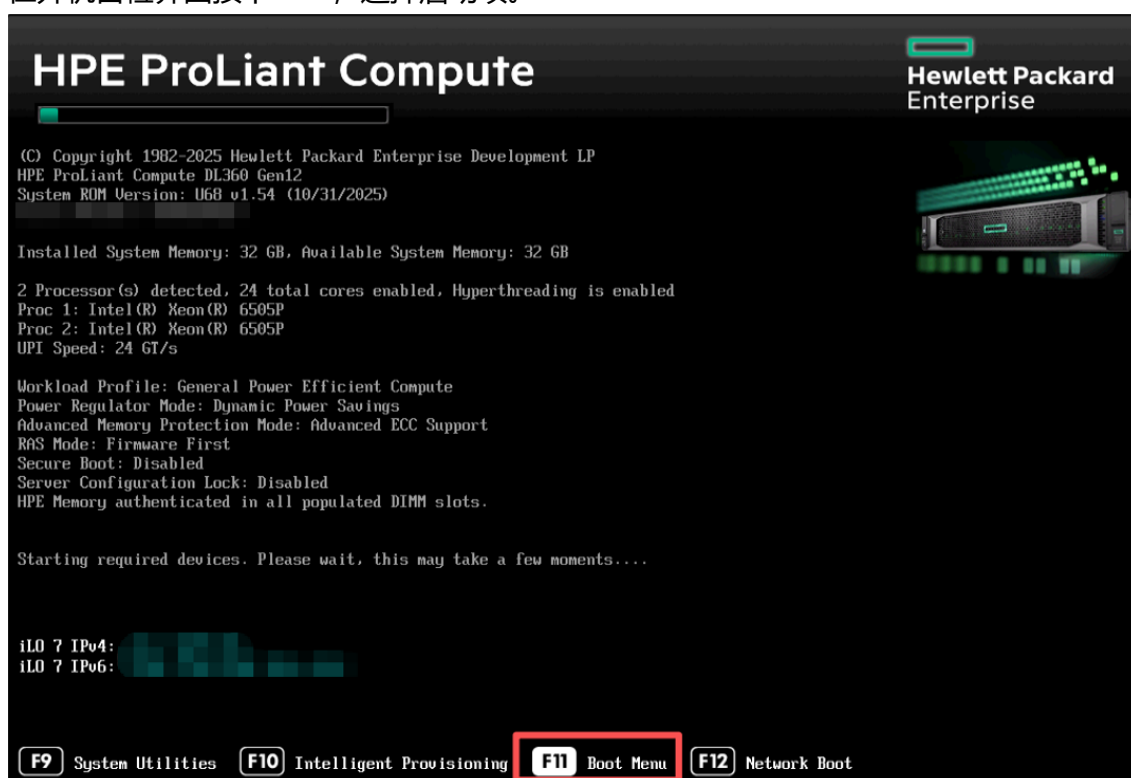 HPE ProLiant Compute
Hewlett Packard
Enterprise
(C) Copyright 1982-2025 Hewlett Packard Enterprise Development LP
HPE ProLiant Compute DL360 Gen12
System ROM Version: U68 v1.54 (10/31/2025)
Installed System Memory: 32 GB, Available System Memory: 32 GB
2 Processor(s) detected, 24 total cores enabled, Hyperthreading is enabled
Proc 1: Intel(R) Xeon(R) 6505P
Proc 2: Intel(R) Xeon(R) 6505P
UPI Speed: 24 GT/s
Workload Profile: General Power Efficient Compute
Power Regulator Mode: Dynamic Power Savings
Advanced Memory Protection Mode: Advanced ECC Support
RAS Mode: Firmware First
Secure Boot: Disabled
Server Configuration Lock: Disabled
HPE Memory authenticated in all populated DIMM slots.
Starting required devices. Please wait, this may take a few moments....
iLO 7 IPv4:
iLO 7 IPv6:
F9 System Utilities F10 Intelligent Provisioning F11 Boot Menu F12 Network Boot